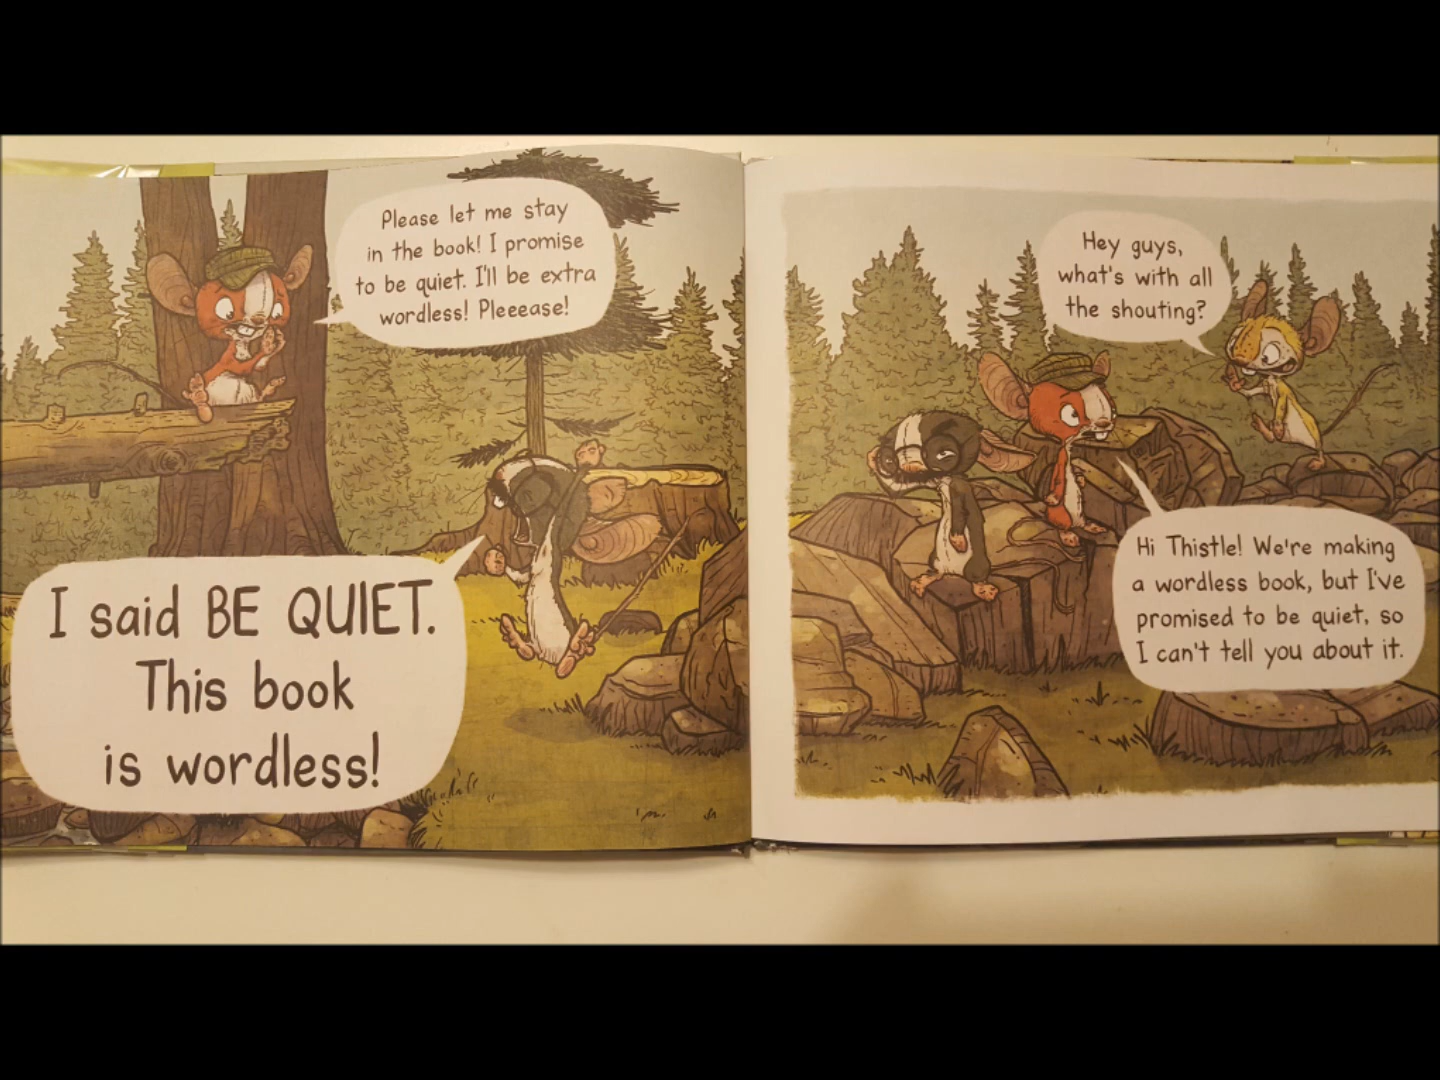 Please let me stay
in the book! I promise
to be quiet. I'll be extra
wordless! Pleeease!
I said BE QUIET.
This book
is wordless!
Hey guys,
what's with all
the shouting?
Hi Thistle! We're making
a wordless book, but I've
promised to be quiet, so
I can't tell you about it.